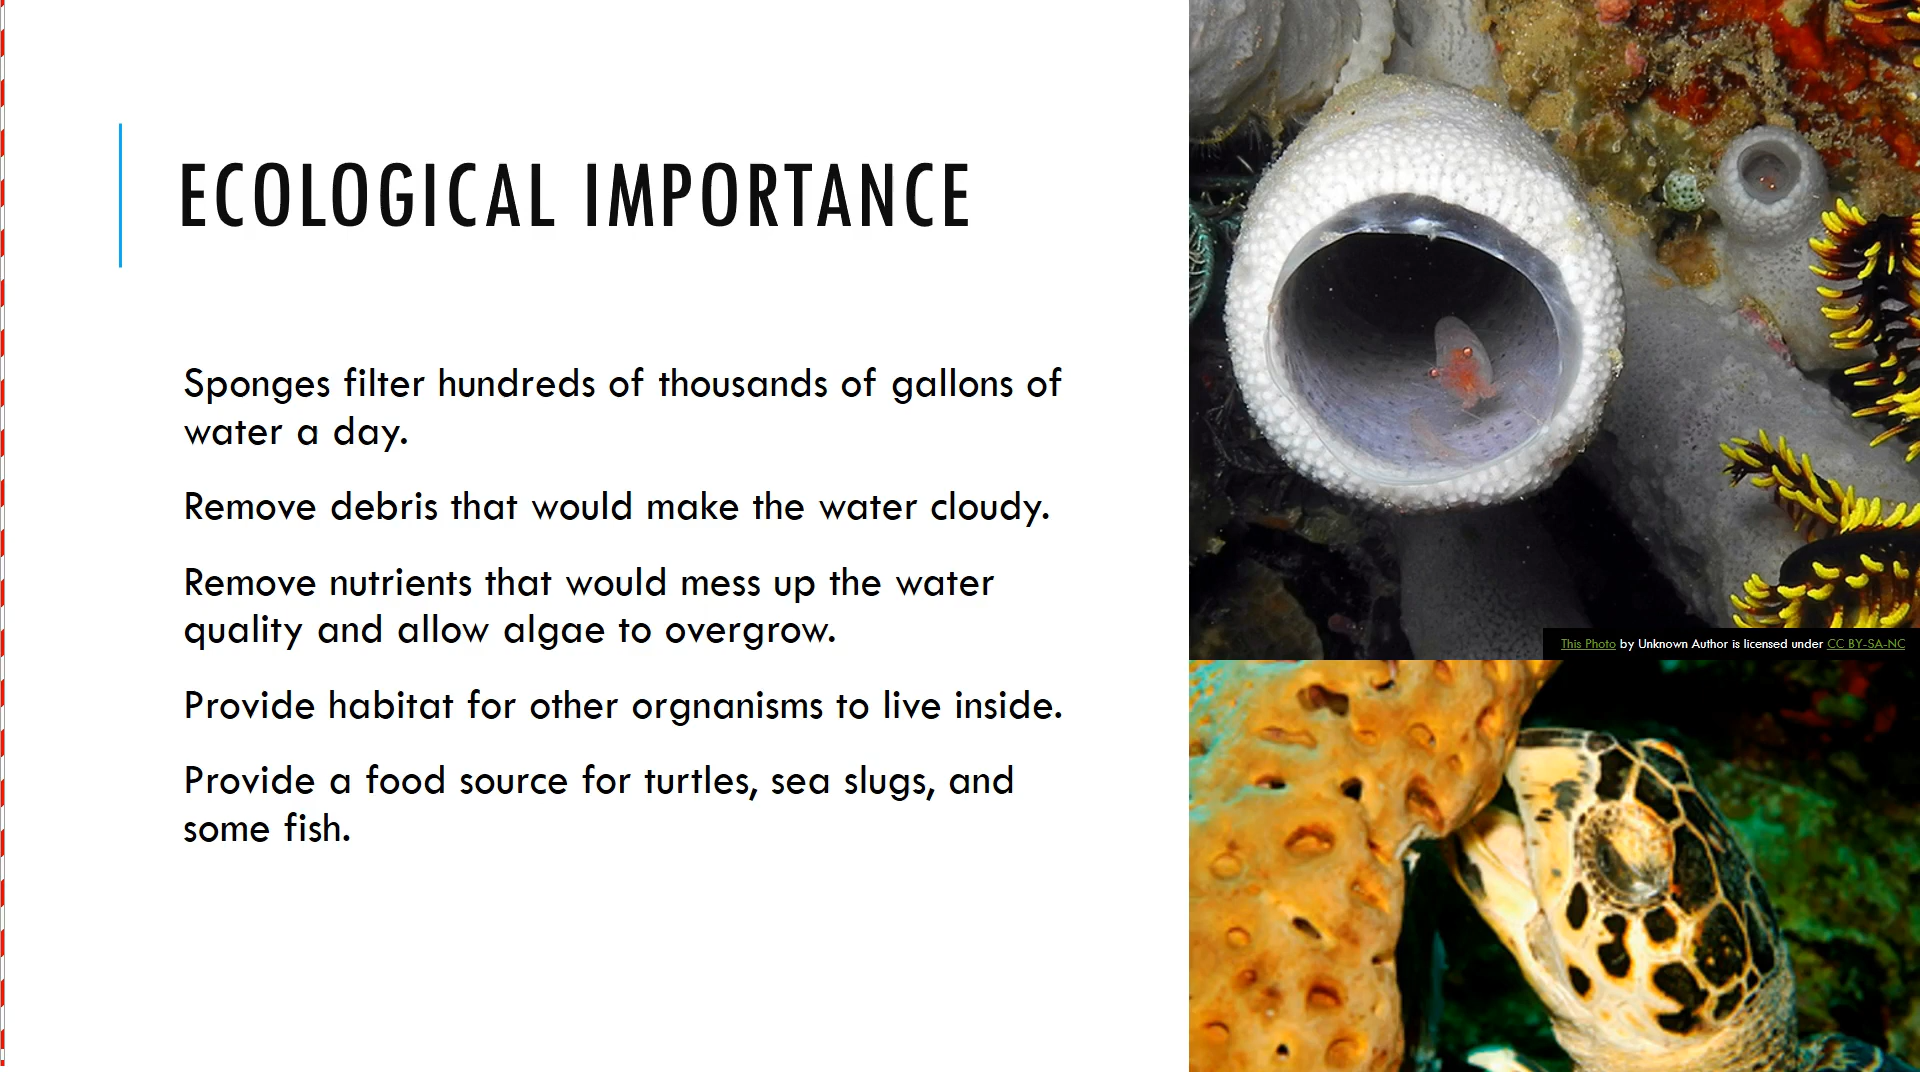 ECOLOGICAL IMPORTANCE
Sponges filter hundreds of thousands of gallons of
water a day.
Remove debris that would make the water cloudy.
Remove nutrients that would mess up the water
quality and allow algae to overgrow.
Provide habitat for other orgnanisms to live inside.
Provide a food source for turtles, sea slugs, and
some fish.
This Photo by Unknown Author is licensed under CC BY-SA-NC